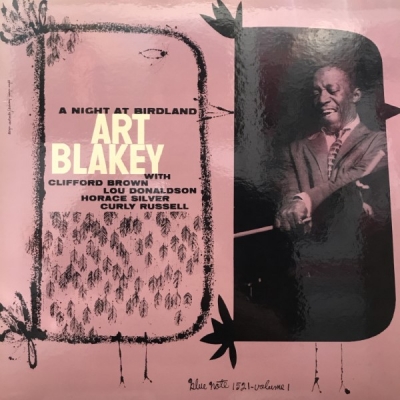 A NIGHT AT BIRDLAND
ART
BLAKEY
WITH
CLIFFORD BROWN
LOU DONALDSON
HORACE SILVER
CURLY RUSSELL
blue note 1521-volume 1